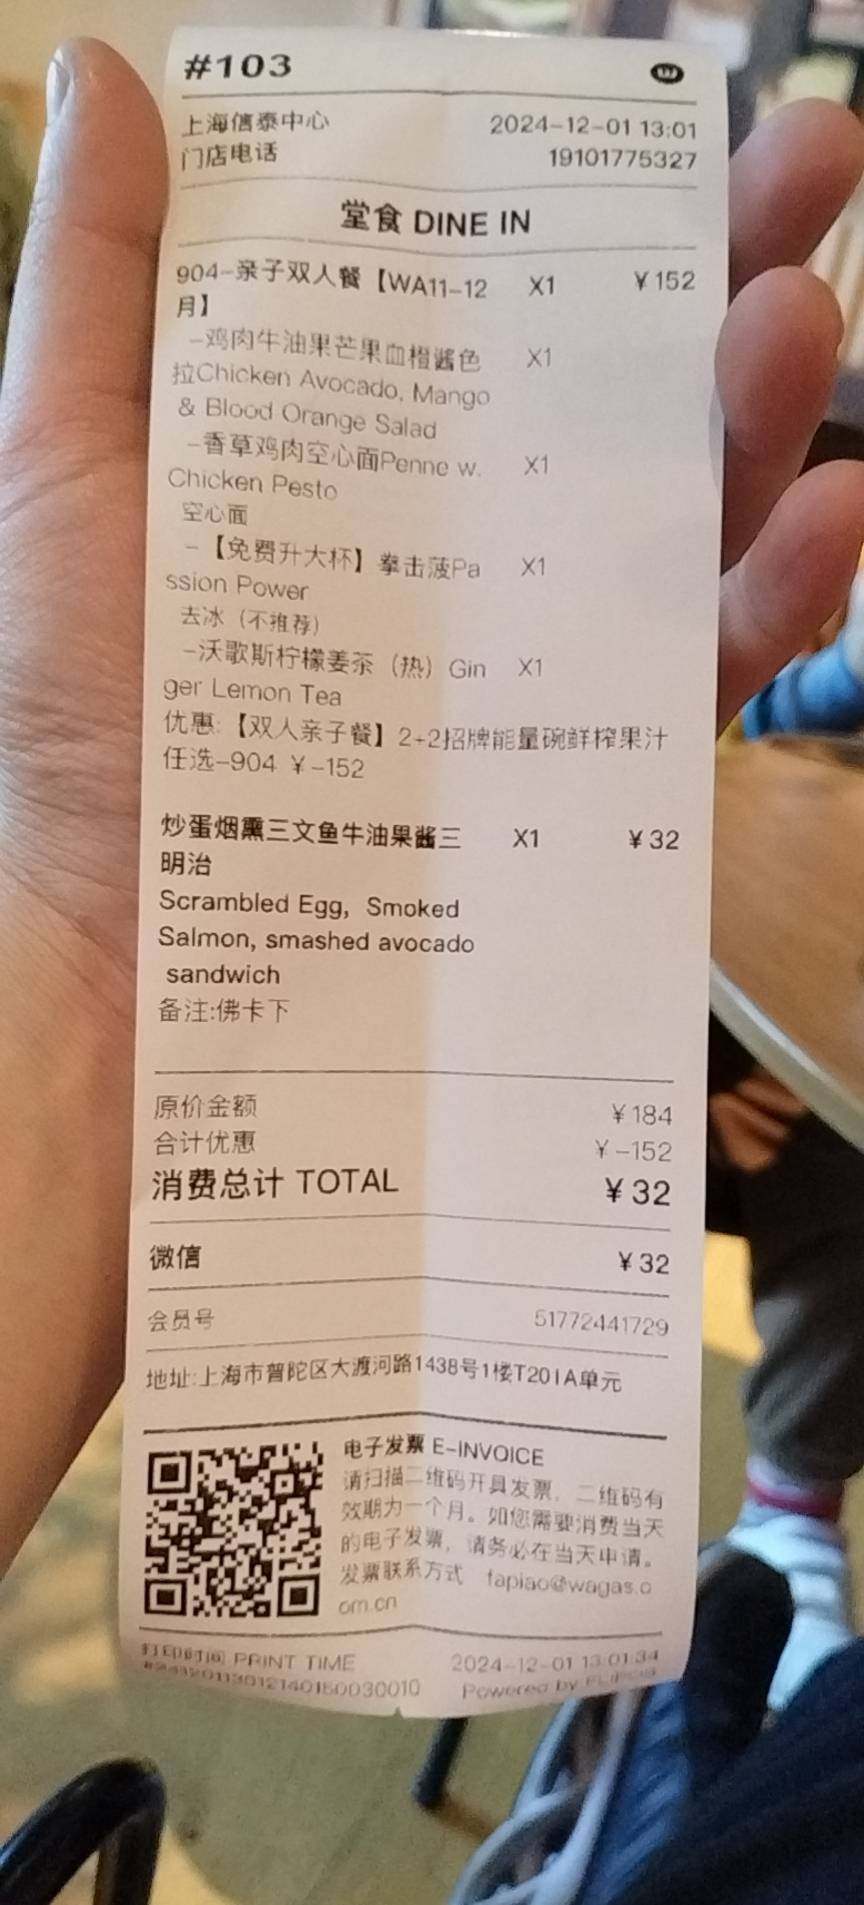 #103
上海信泰中心 2024-12-01 13:01
门店电话 19101775327
堂食 DINE IN
904-亲子双人餐【WA11-12 X1 ¥152
月】
-鸡肉牛油果芒果血橙酱色 X1
拉Chicken Avocado, Mango
& Blood Orange Salad
-香草鸡肉空心面Penne w. X1
Chicken Pesto
空心面
-【免费升大杯】拳击菠Pa X1
ssion Power
去冰（不推荐）
-沃歌斯柠檬姜茶（热）Gin X1
ger Lemon Tea
优惠:【双人亲子餐】2+2招牌能量碗鲜榨果汁
任选-904 ¥-152
炒蛋烟熏三文鱼牛油果酱三 X1 ¥32
明治
Scrambled Egg, Smoked
Salmon, smashed avocado
sandwich
备注:佛卡下
原价金额 ¥184
合计优惠 ¥-152
消费总计 TOTAL ¥32
微信 ¥32
会员号 51772441729
地址:上海市普陀区大渡河路1438号1楼T201A单元
电子发票 E-INVOICE
请扫描二维码开具发票，二维码有
效期为一个月。如您需要消费当天
的电子发票，请务必在当天申请。
发票联系方式 fapiao@wagas.c
om.cn
打印时间 PRINT TIME 2024-12-01 13:01:34
Powered by